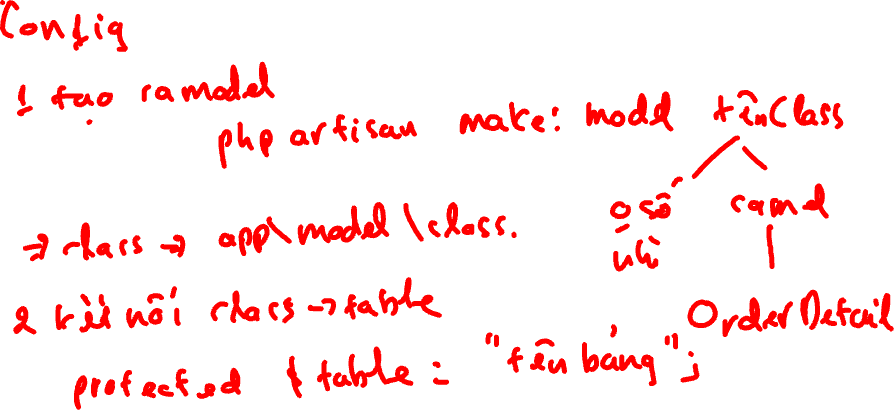 Config
1 tạo ra model
php artisan make: model tênClass
→ class → app\model\class.
số camel
2 kết nối class → table
OrderDetail
protected $table = "tên bảng";